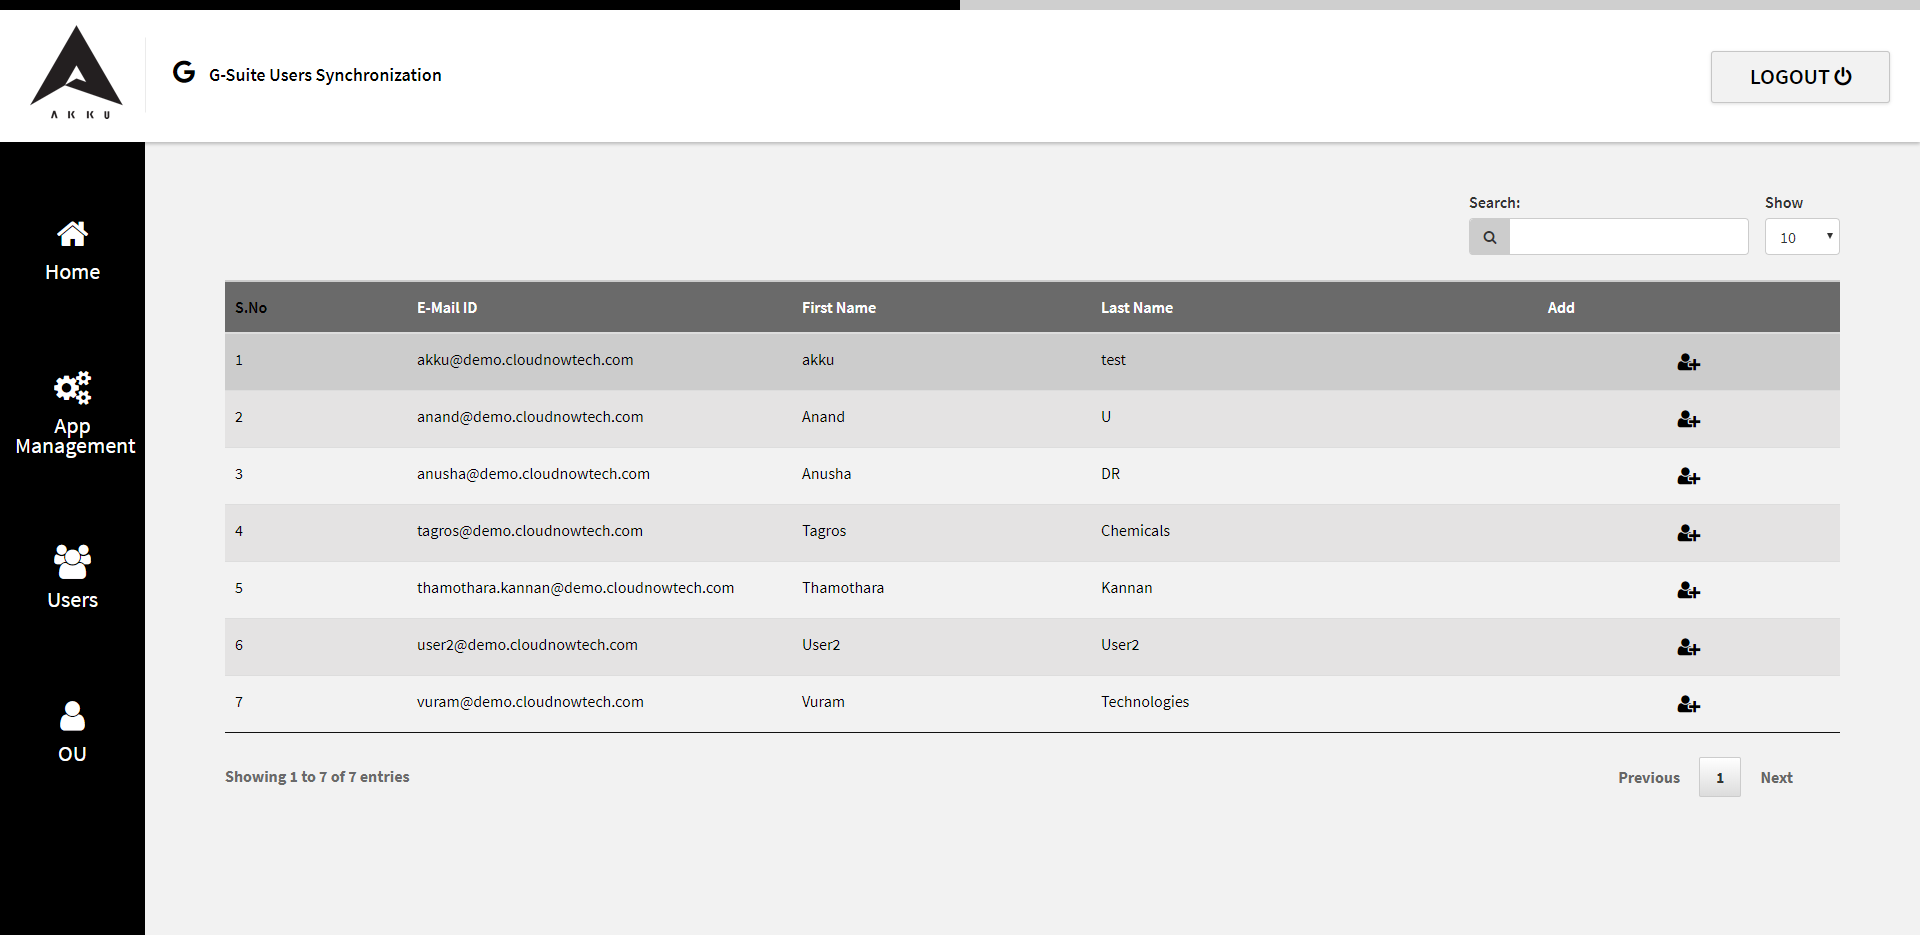 AKKU
G-Suite Users Synchronization
LOGOUT
Home
App
Management
Users
OU
Search:
Show
10
S.No E-Mail ID First Name Last Name Add
1 akku@demo.cloudnowtech.com akku test
2 anand@demo.cloudnowtech.com Anand U
3 anusha@demo.cloudnowtech.com Anusha DR
4 tagros@demo.cloudnowtech.com Tagros Chemicals
5 thamothara.kannan@demo.cloudnowtech.com Thamothara Kannan
6 user2@demo.cloudnowtech.com User2 User2
7 vuram@demo.cloudnowtech.com Vuram Technologies
Showing 1 to 7 of 7 entries
Previous 1 Next